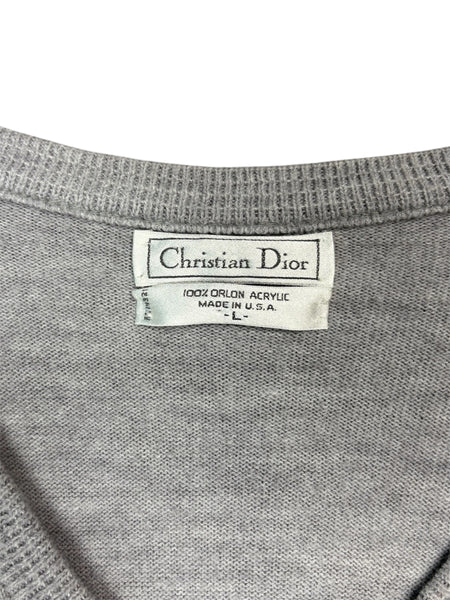 Christian Dior
100% ORLON ACRYLIC
MADE IN U.S.A.
-L-